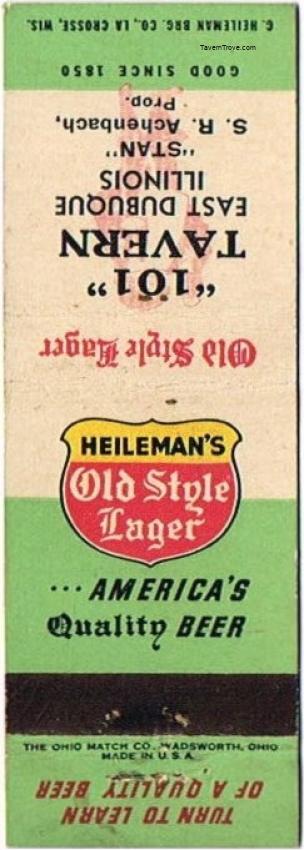 G. HEILEMAN BRG. CO., LA CROSSE, WIS.
TavernTrove.com
GOOD SINCE 1850
Old Style Lager
"101"
TAVERN
EAST DUBUQUE
ILLINOIS
"STAN"
S. R. Achenbach,
Prop.
HEILEMAN'S
Old Style
Lager
... AMERICA'S
Quality BEER
THE OHIO MATCH CO., WADSWORTH, OHIO
MADE IN U.S.A.
TURN TO LEARN
OF A QUALITY BEER